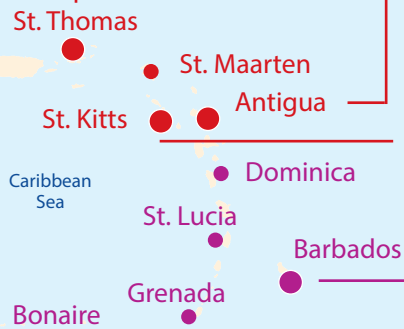 St. Thomas
St. Maarten
Antigua
St. Kitts
Dominica
Caribbean
Sea
St. Lucia
Barbados
Grenada
Bonaire